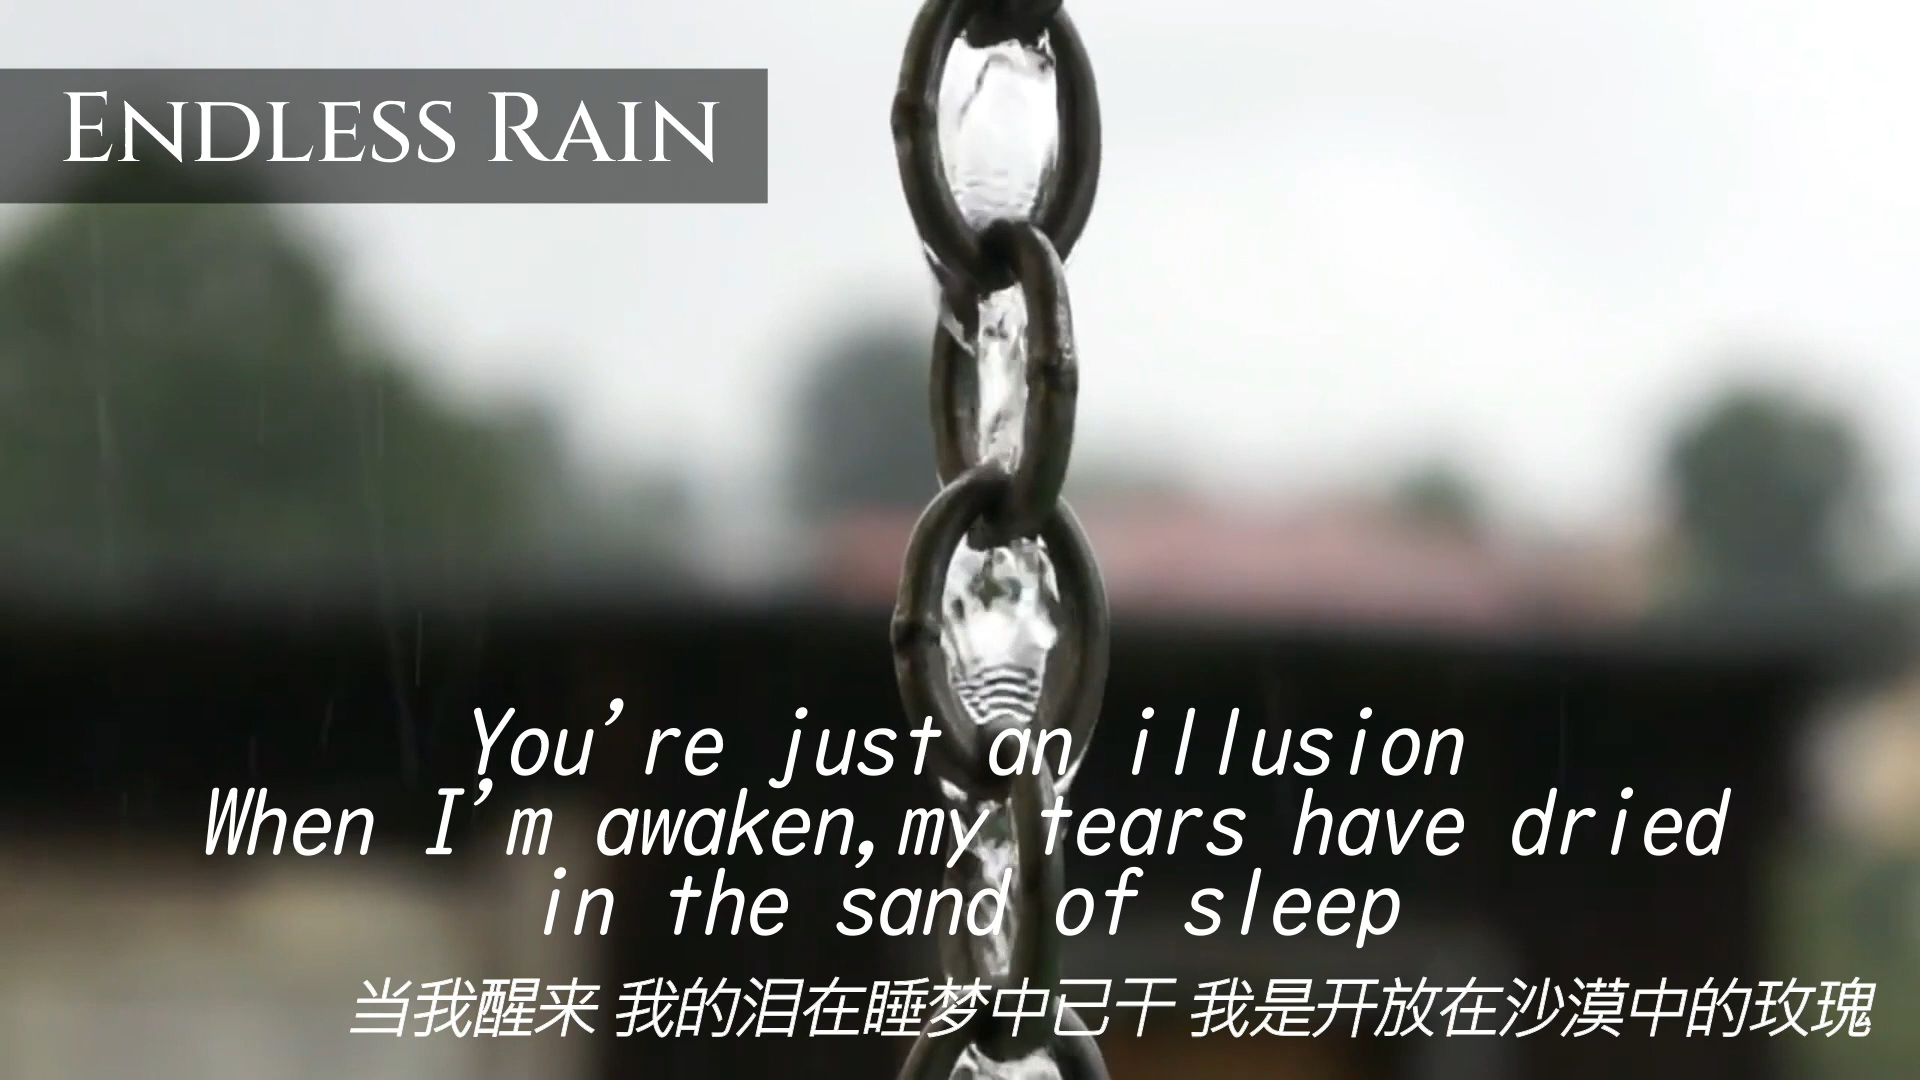 ENDLESS RAIN
You're just an illusion
When I'm awaken,my tears have dried
in the sand of sleep
当我醒来 我的泪在睡梦中已干 我是开放在沙漠中的玫瑰